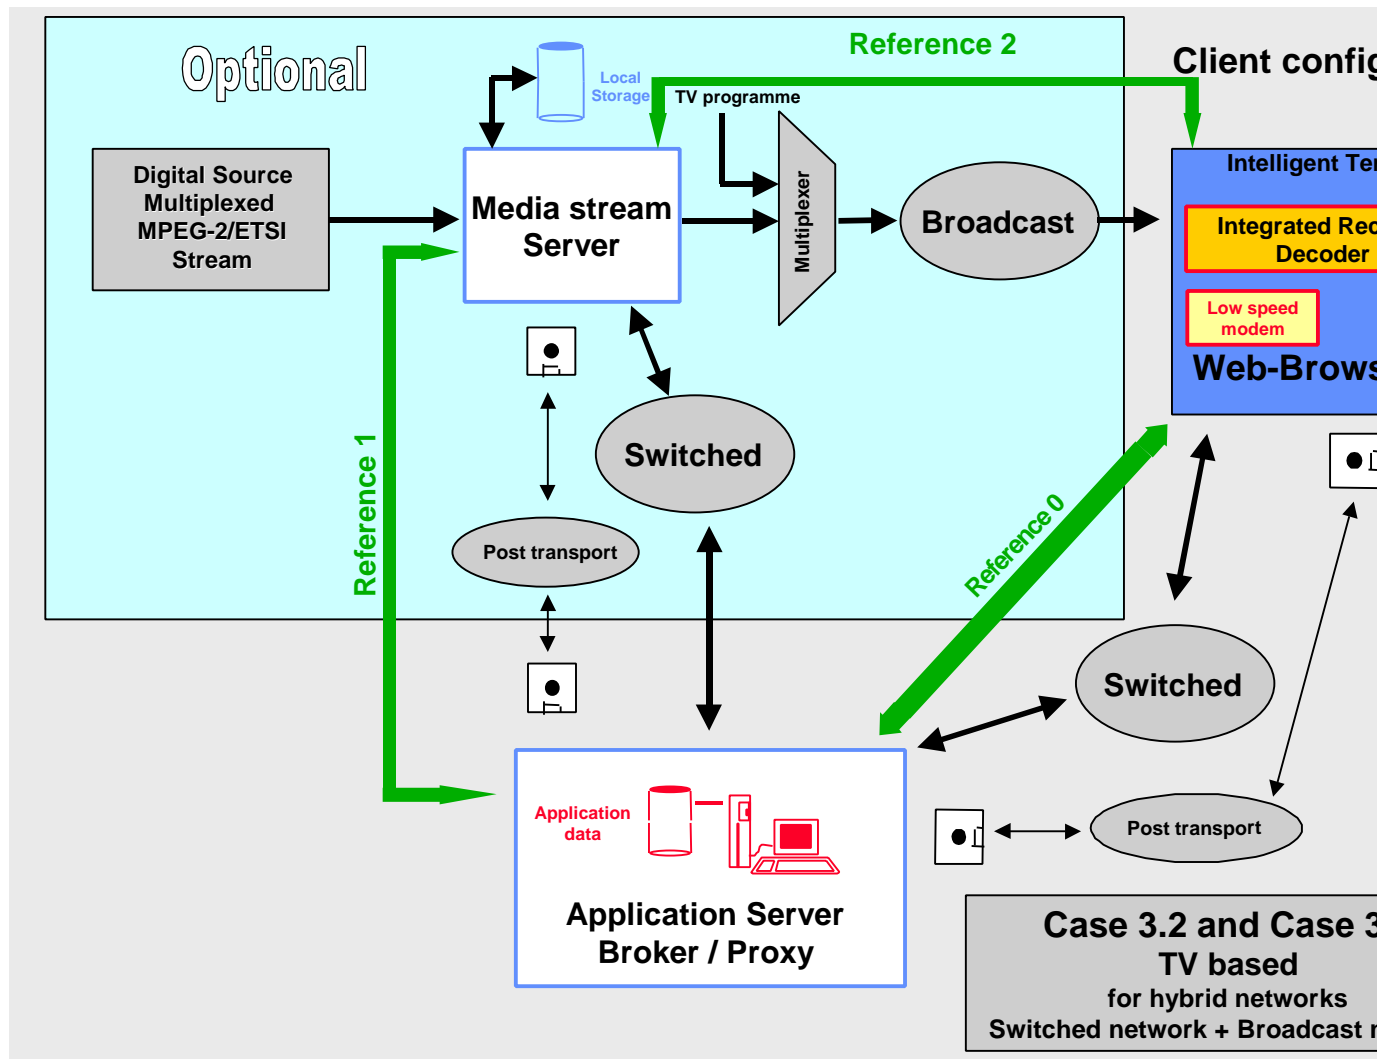 Optional
Reference 2
Client config
Local
Storage
TV programme
Digital Source
Multiplexed
MPEG-2/ETSI
Stream
Media stream
Server
Multiplexer
Broadcast
Intelligent Ter
Integrated Rec
Decoder
Low speed
modem
Web-Brows
Reference 1
Switched
Post transport
Reference 0
Switched
Post transport
Application
data
Application Server
Broker / Proxy
Case 3.2 and Case 3
TV based
for hybrid networks
Switched network + Broadcast